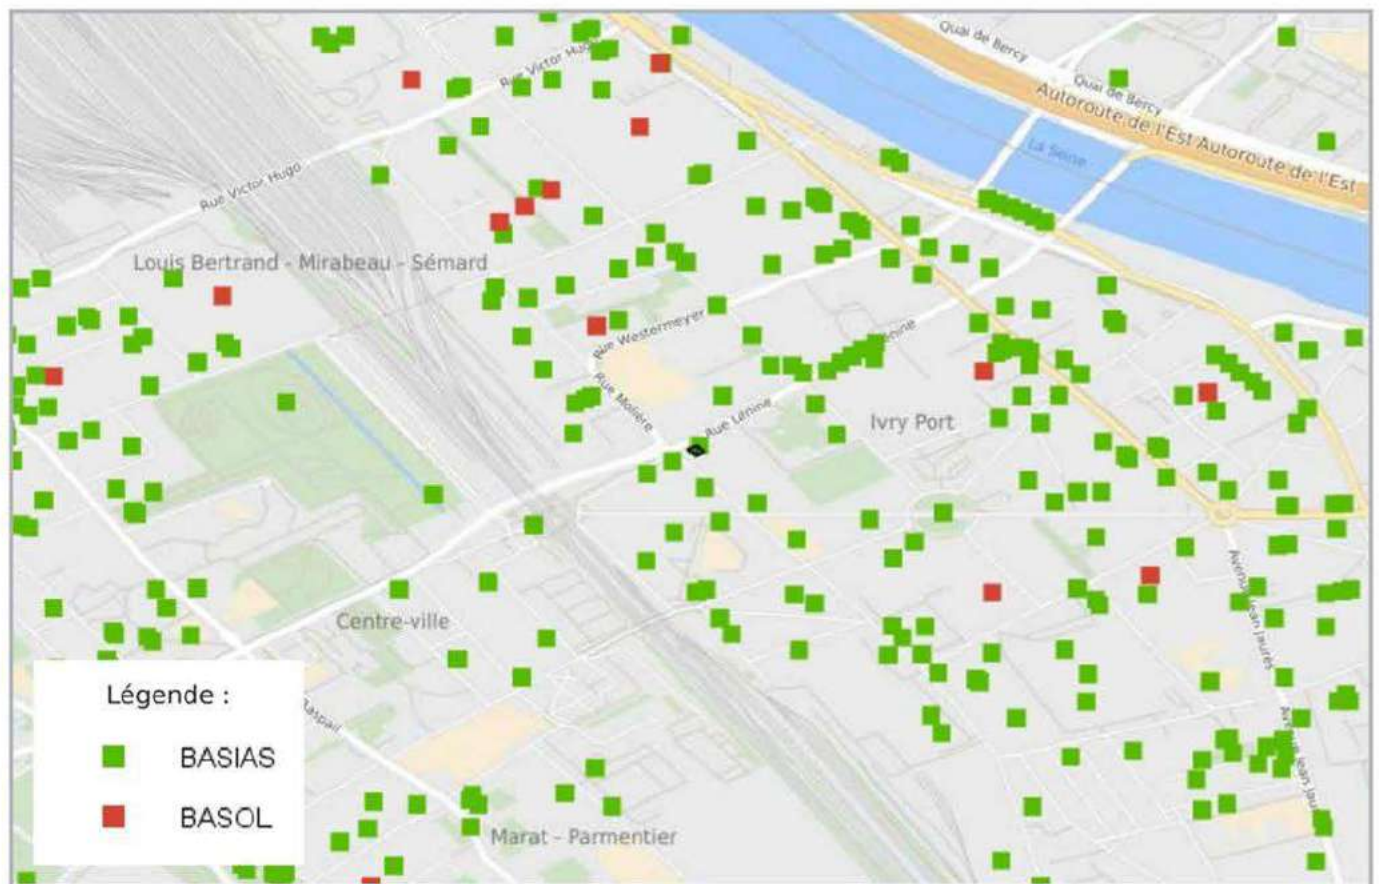 Quai de Bercy
Quai de Bercy
Autoroute de l'Est Autoroute de l'Est
La Seine
Rue Victor Hugo
Rue Victor Hugo
Louis Bertrand - Mirabeau - Sémard
Rue Westermeyer
Rue Molière
Rue Lénine
Ivry Port
Centre-ville
Avenue Jean Jaurès
Raspail
Marat - Parmentier
Légende :
BASIAS
BASOL